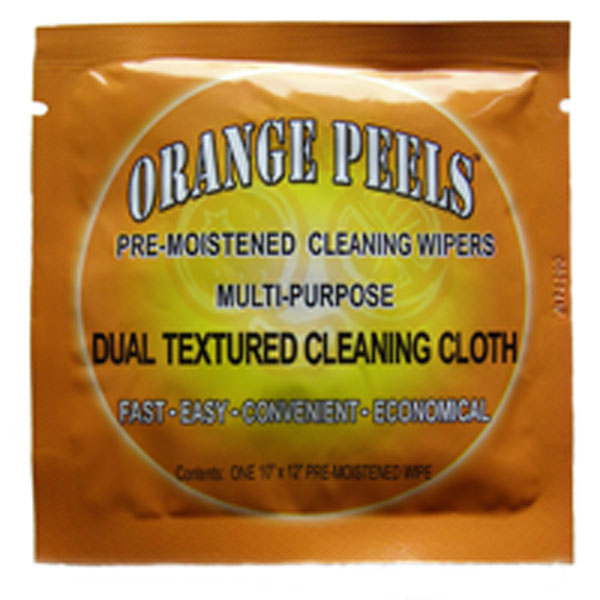 ORANGE PEELS
PRE-MOISTENED CLEANING WIPERS
MULTI-PURPOSE
DUAL TEXTURED CLEANING CLOTH
FAST • EASY • CONVENIENT • ECONOMICAL
Contents: ONE 10" x 12" PRE-MOISTENED WIPE